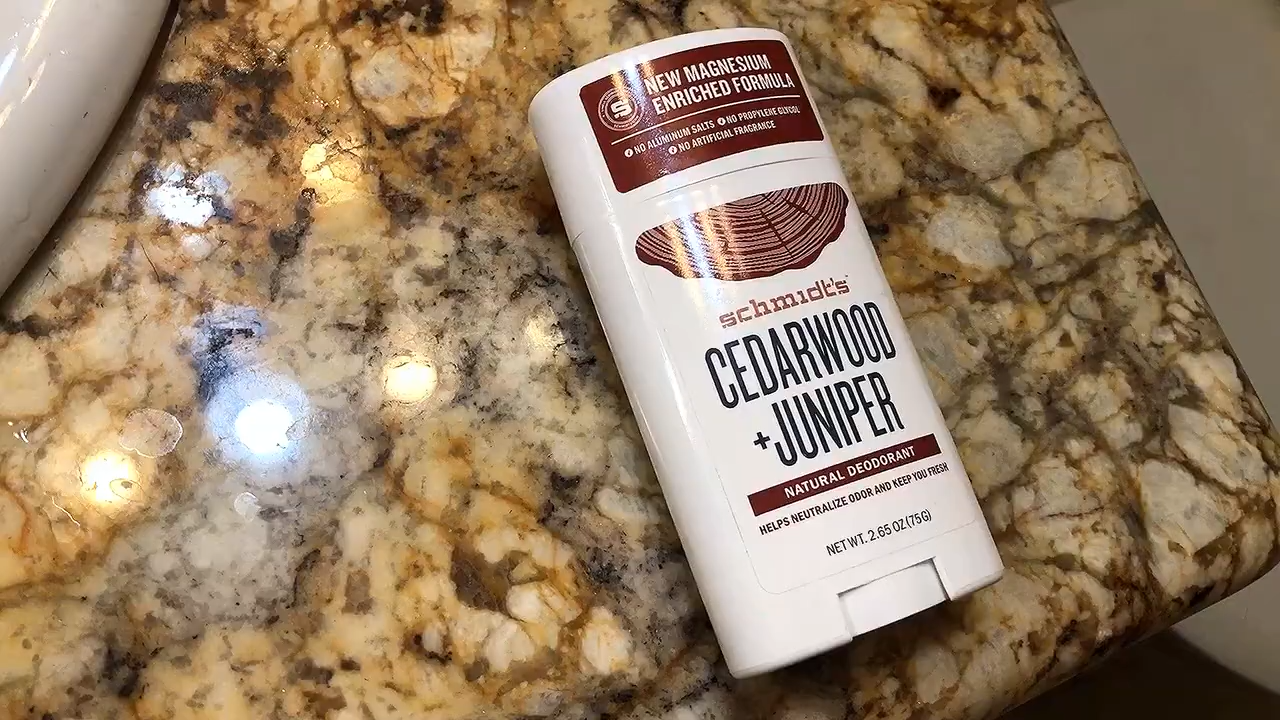 NEW MAGNESIUM
ENRICHED FORMULA
NO ALUMINUM SALTS NO PROPYLENE GLYCOL
NO ARTIFICIAL FRAGRANCE
schmidt's™
CEDARWOOD
+JUNIPER
NATURAL DEODORANT
HELPS NEUTRALIZE ODOR AND KEEP YOU FRESH
NET WT. 2.65 OZ (75G)